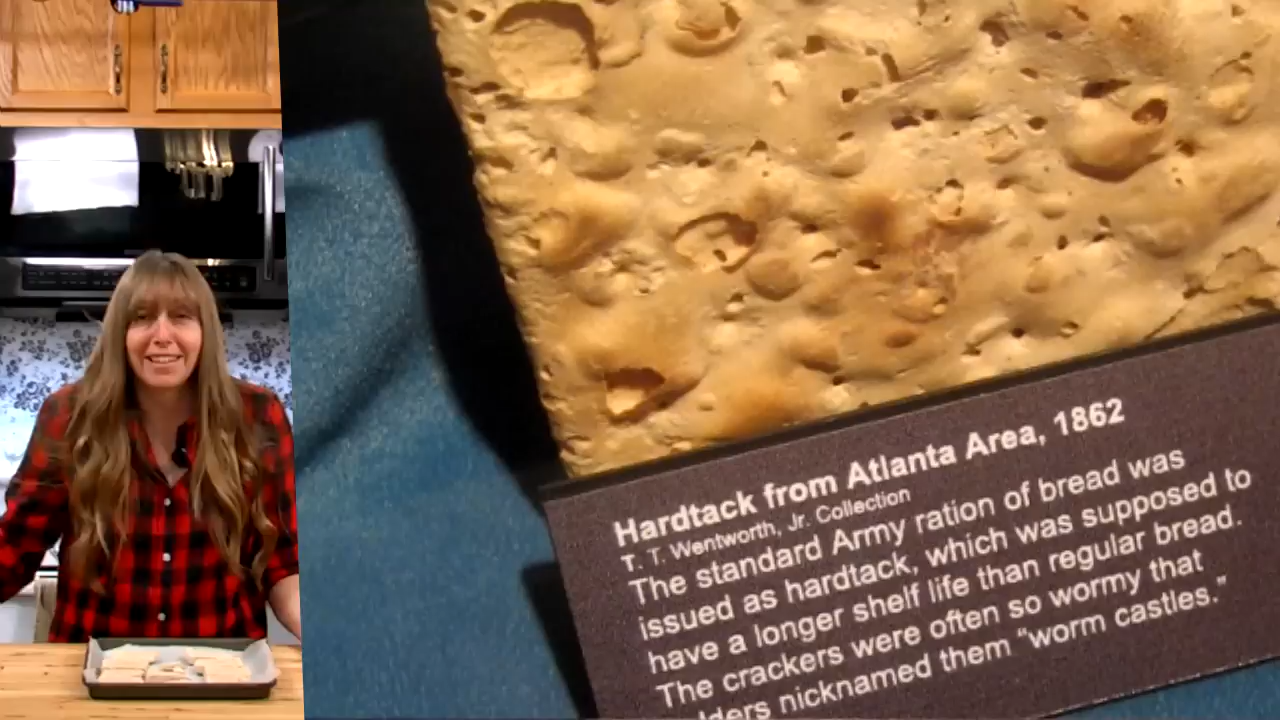 Hardtack from Atlanta Area, 1862
T. T. Wentworth, Jr. Collection
The standard Army ration of bread was
issued as hardtack, which was supposed to
have a longer shelf life than regular bread.
The crackers were often so wormy that
nicknamed them "worm castles."